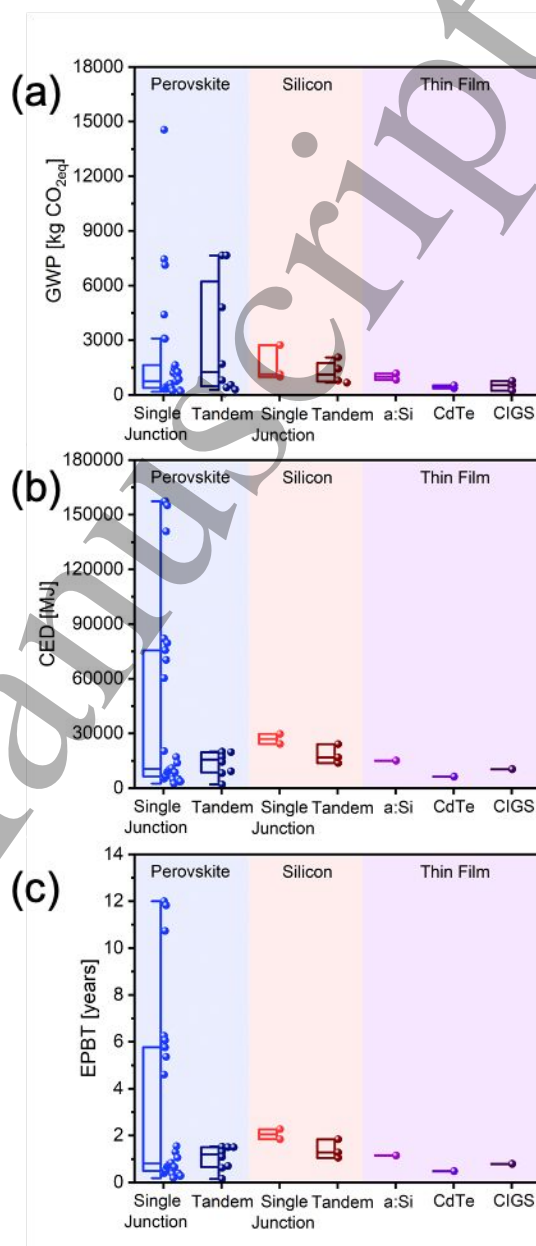 (a)
Perovskite Silicon Thin Film
GWP [kg CO2eq]
18000
15000
12000
9000
6000
3000
0
Single Junction Tandem Single Junction Tandem a:Si CdTe CIGS
(b)
Perovskite Silicon Thin Film
CED [MJ]
180000
150000
120000
90000
60000
30000
0
Single Junction Tandem Single Junction Tandem a:Si CdTe CIGS
(c)
Perovskite Silicon Thin Film
EPBT [years]
14
12
10
8
6
4
2
0
Single Junction Tandem Single Junction Tandem a:Si CdTe CIGS
anuscript